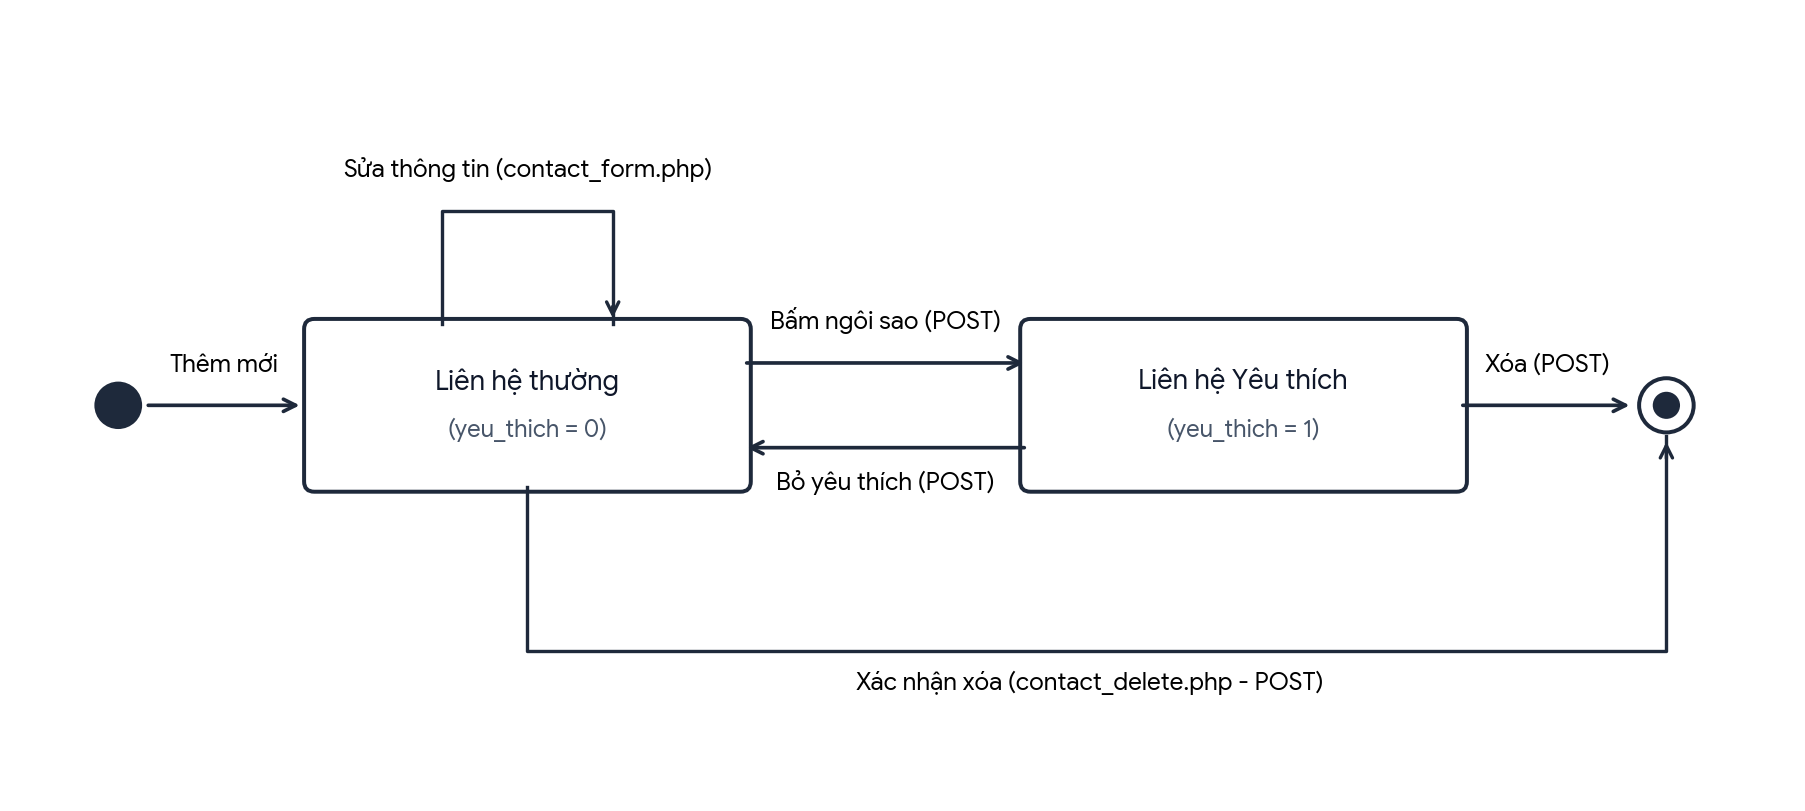 Sửa thông tin (contact_form.php)
Thêm mới
Liên hệ thường
(yeu_thich = 0)
Bấm ngôi sao (POST)
Bỏ yêu thích (POST)
Liên hệ Yêu thích
(yeu_thich = 1)
Xóa (POST)
Xác nhận xóa (contact_delete.php - POST)